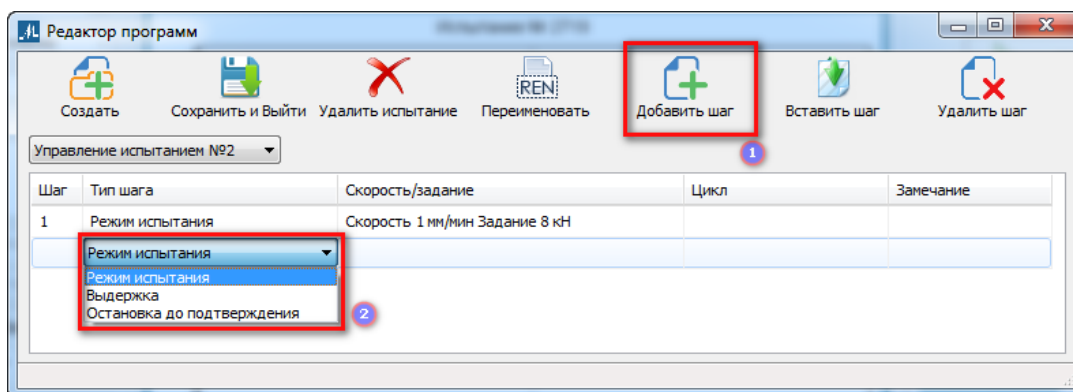 Редактор программ
Создать Сохранить и Выйти Удалить испытание Переименовать Добавить шаг Вставить шаг Удалить шаг
REN
1
Управление испытанием №2
Шаг Тип шага Скорость/задание Цикл Замечание
1 Режим испытания Скорость 1 мм/мин Задание 8 кН
Режим испытания
Режим испытания
Выдержка
Остановка до подтверждения
2